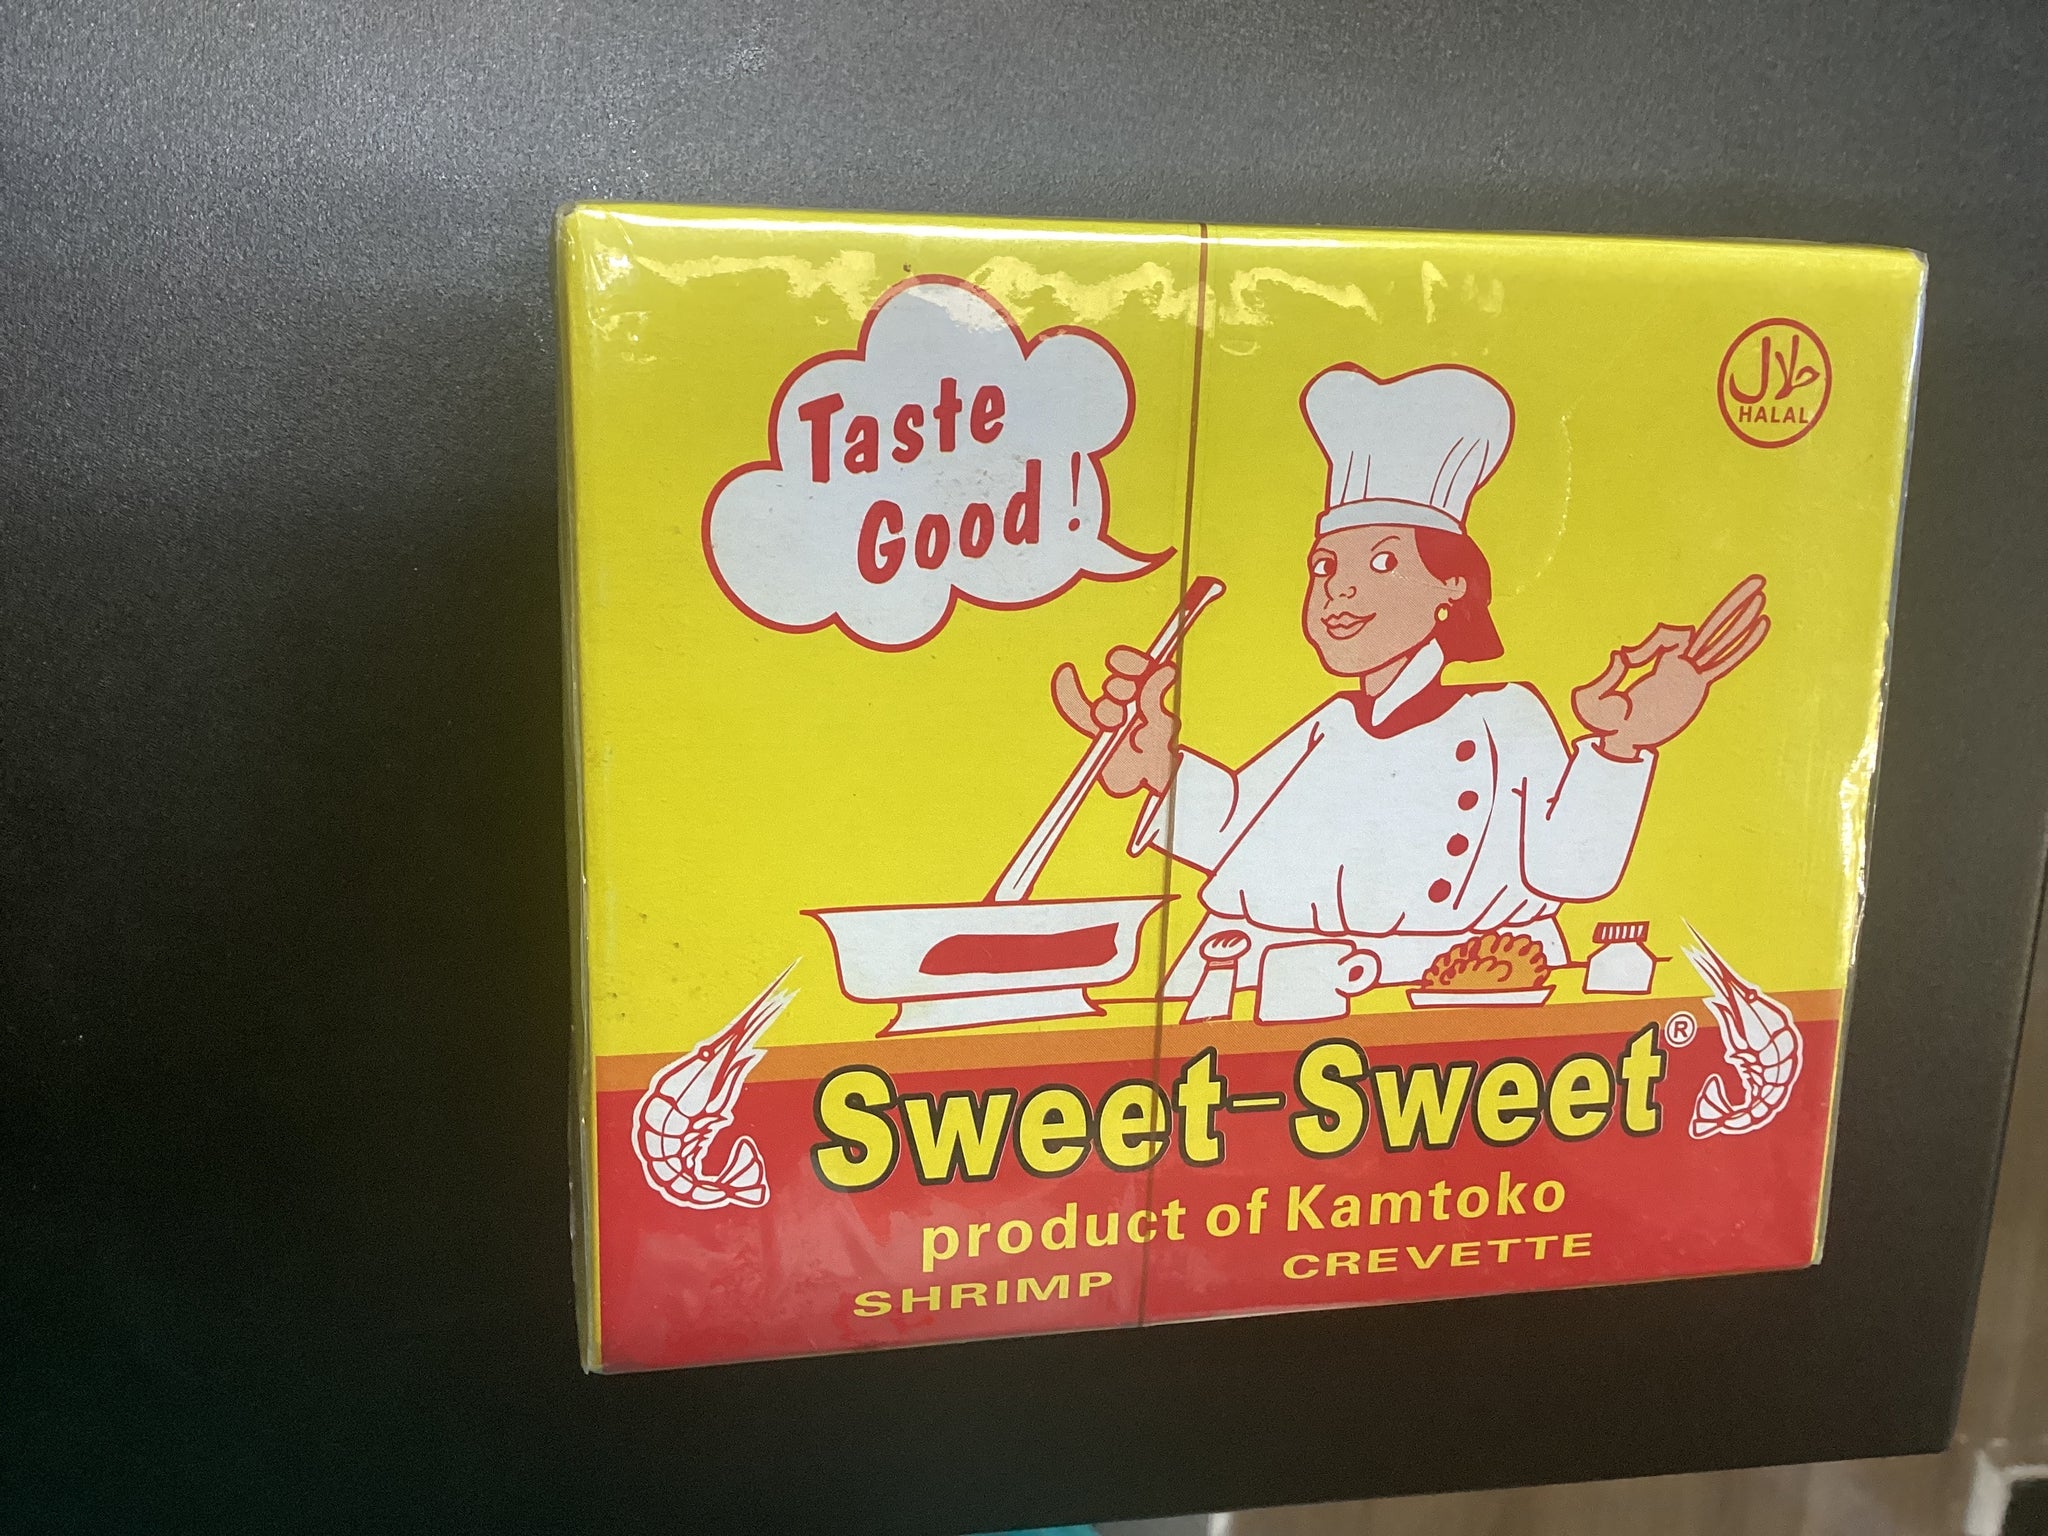 Taste
Good!
حلال
HALAL
Sweet-Sweet®
product of Kamtoko
SHRIMP CREVETTE